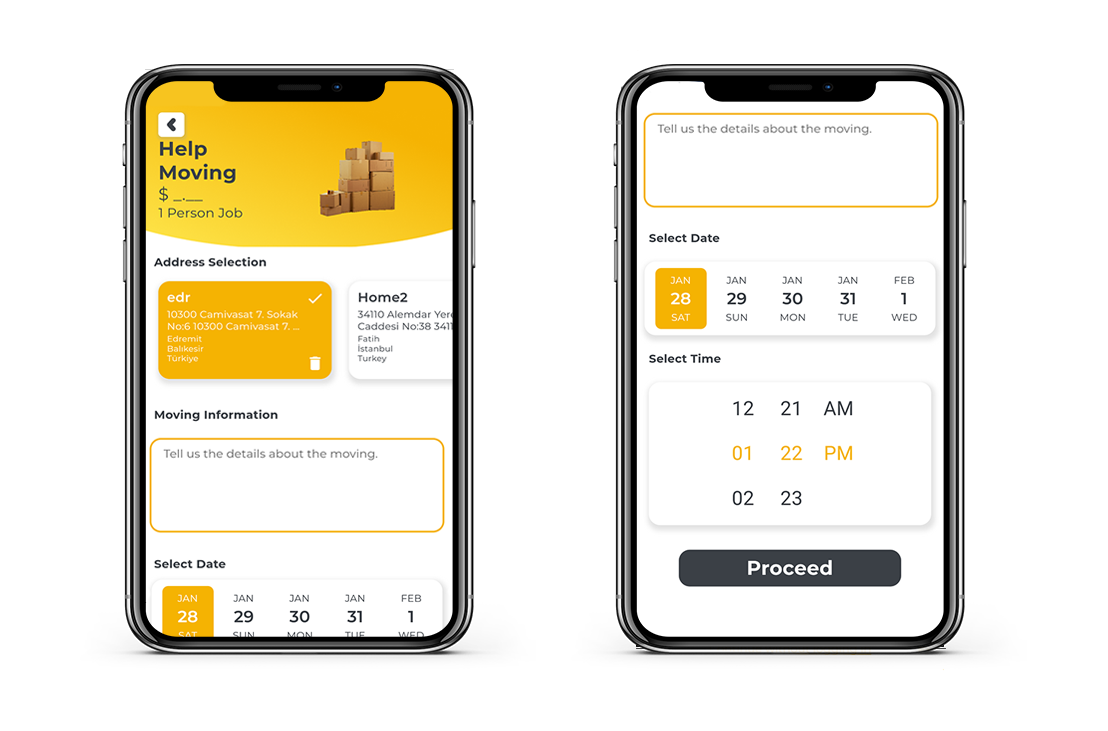 Help
Moving
$ _.__
1 Person Job
Address Selection
edr
10300 Camivasat 7. Sokak
No:6 10300 Camivasat 7. ...
Edremit
Balıkesir
Türkiye
Home2
34110 Alemdar Yere
Caddesi No:38 3411
Fatih
İstanbul
Turkey
Moving Information
Tell us the details about the moving.
Select Date
JAN JAN JAN JAN FEB
28 29 30 31 1
SAT SUN MON TUE WED
Tell us the details about the moving.
Select Date
JAN JAN JAN JAN FEB
28 29 30 31 1
SAT SUN MON TUE WED
Select Time
12 21 AM
01 22 PM
02 23
Proceed